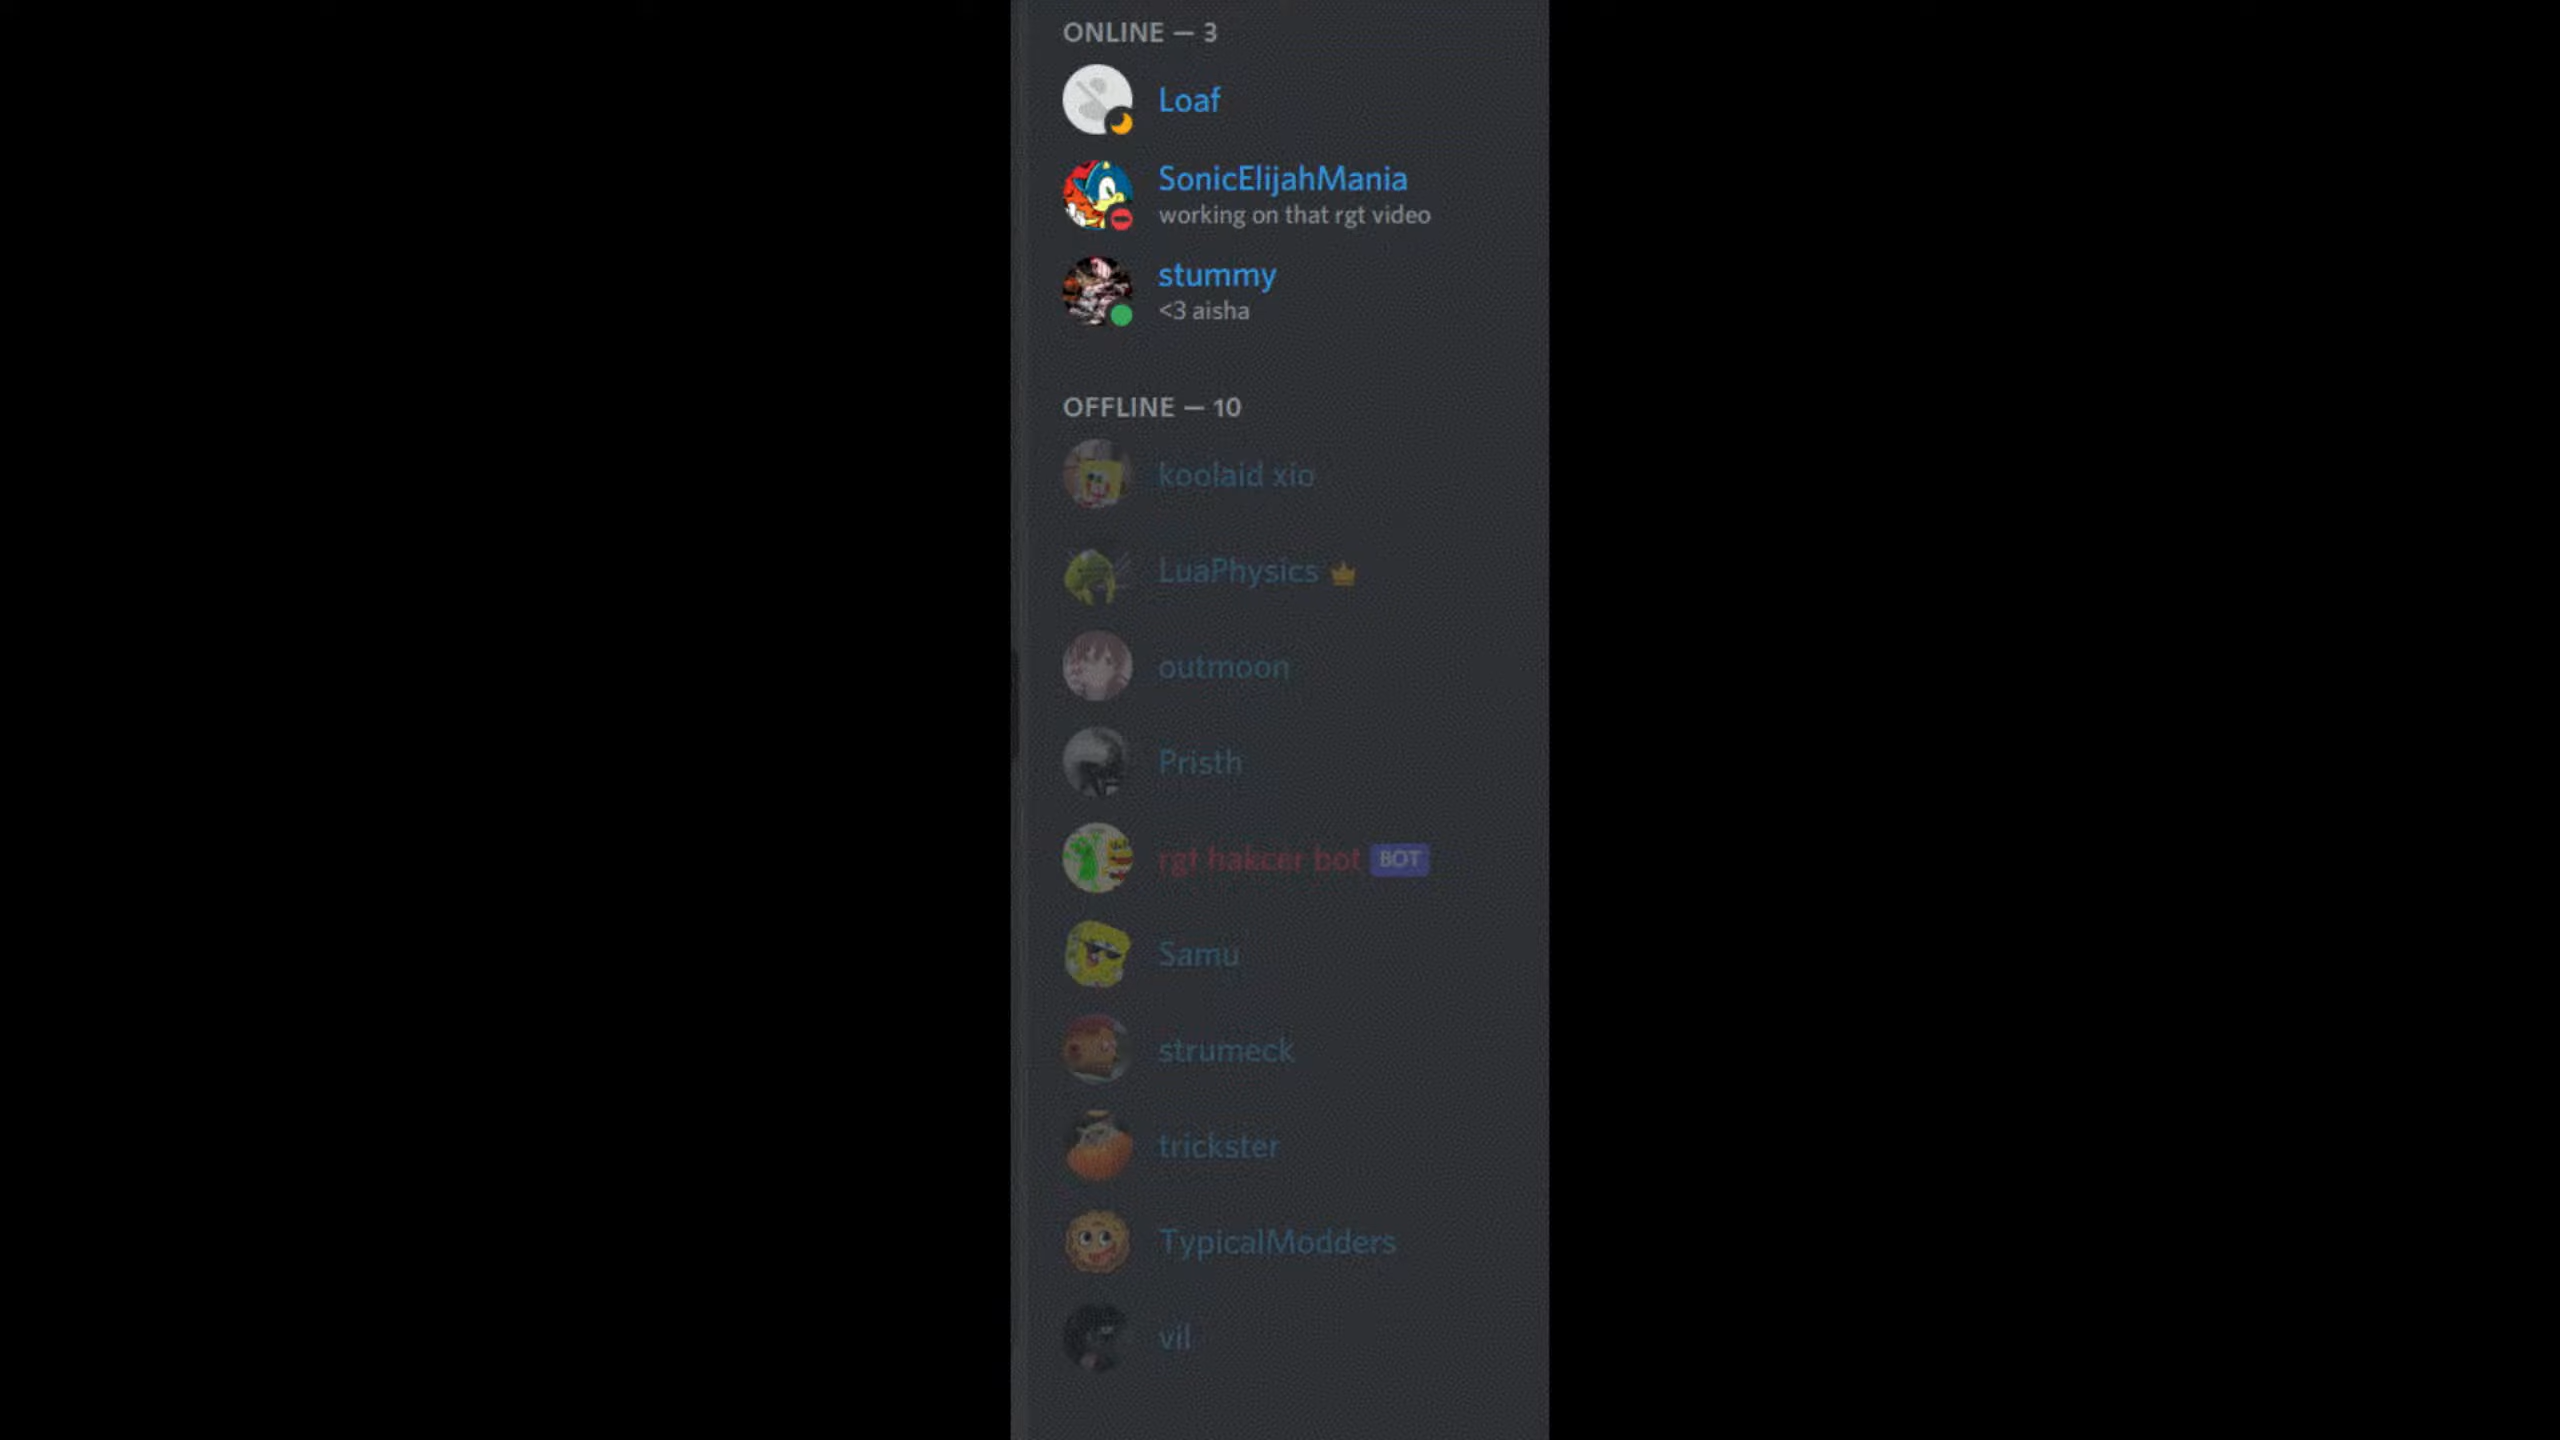 ONLINE — 3
Loaf
SonicElijahMania
working on that rgt video
stummy
<3 aisha
OFFLINE — 10
koolaid xio
LuaPhysics
outmoon
Pristh
rgt hakcer bot BOT
Samu
strumeck
trickster
TypicalModders
vil